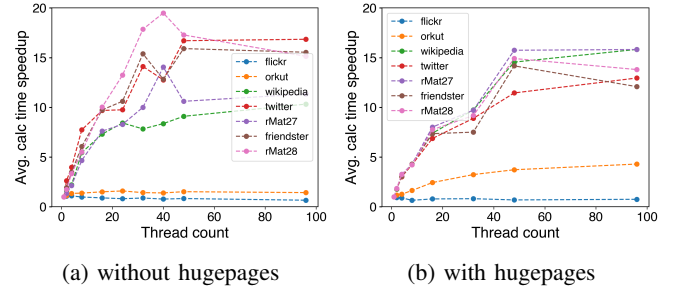 20
15
10
5
0
Avg. calc time speedup
0 20 40 60 80 100
Thread count
flickr
orkut
wikipedia
twitter
rMat27
friendster
rMat28
(a) without hugepages
20
15
10
5
0
Avg. calc time speedup
0 20 40 60 80 100
Thread count
flickr
orkut
wikipedia
twitter
rMat27
friendster
rMat28
(b) with hugepages